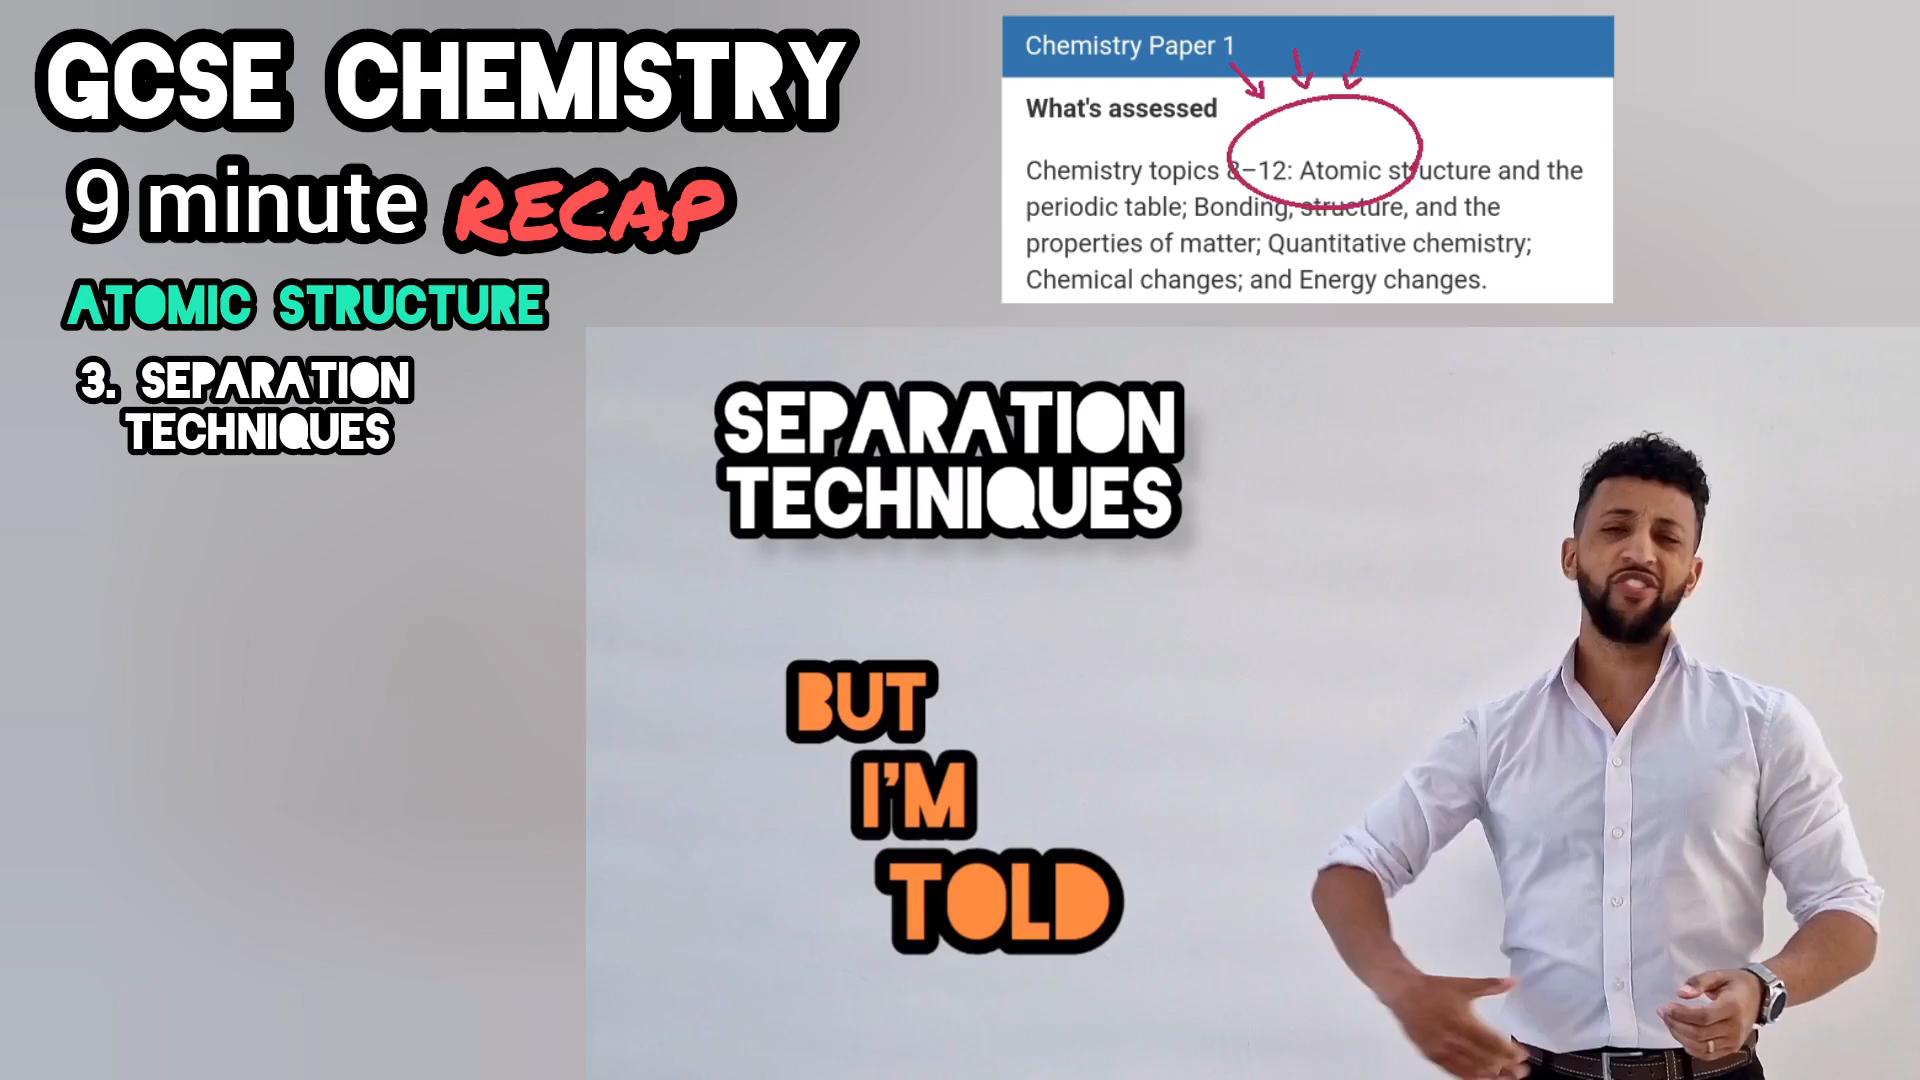 GCSE CHEMISTRY
9 minute RECAP
ATOMIC STRUCTURE
3. SEPARATION
TECHNIQUES
Chemistry Paper 1
What's assessed
Chemistry topics 8–12: Atomic structure and the
periodic table; Bonding, structure, and the
properties of matter; Quantitative chemistry;
Chemical changes; and Energy changes.
SEPARATION
TECHNIQUES
BUT
I'M
TOLD